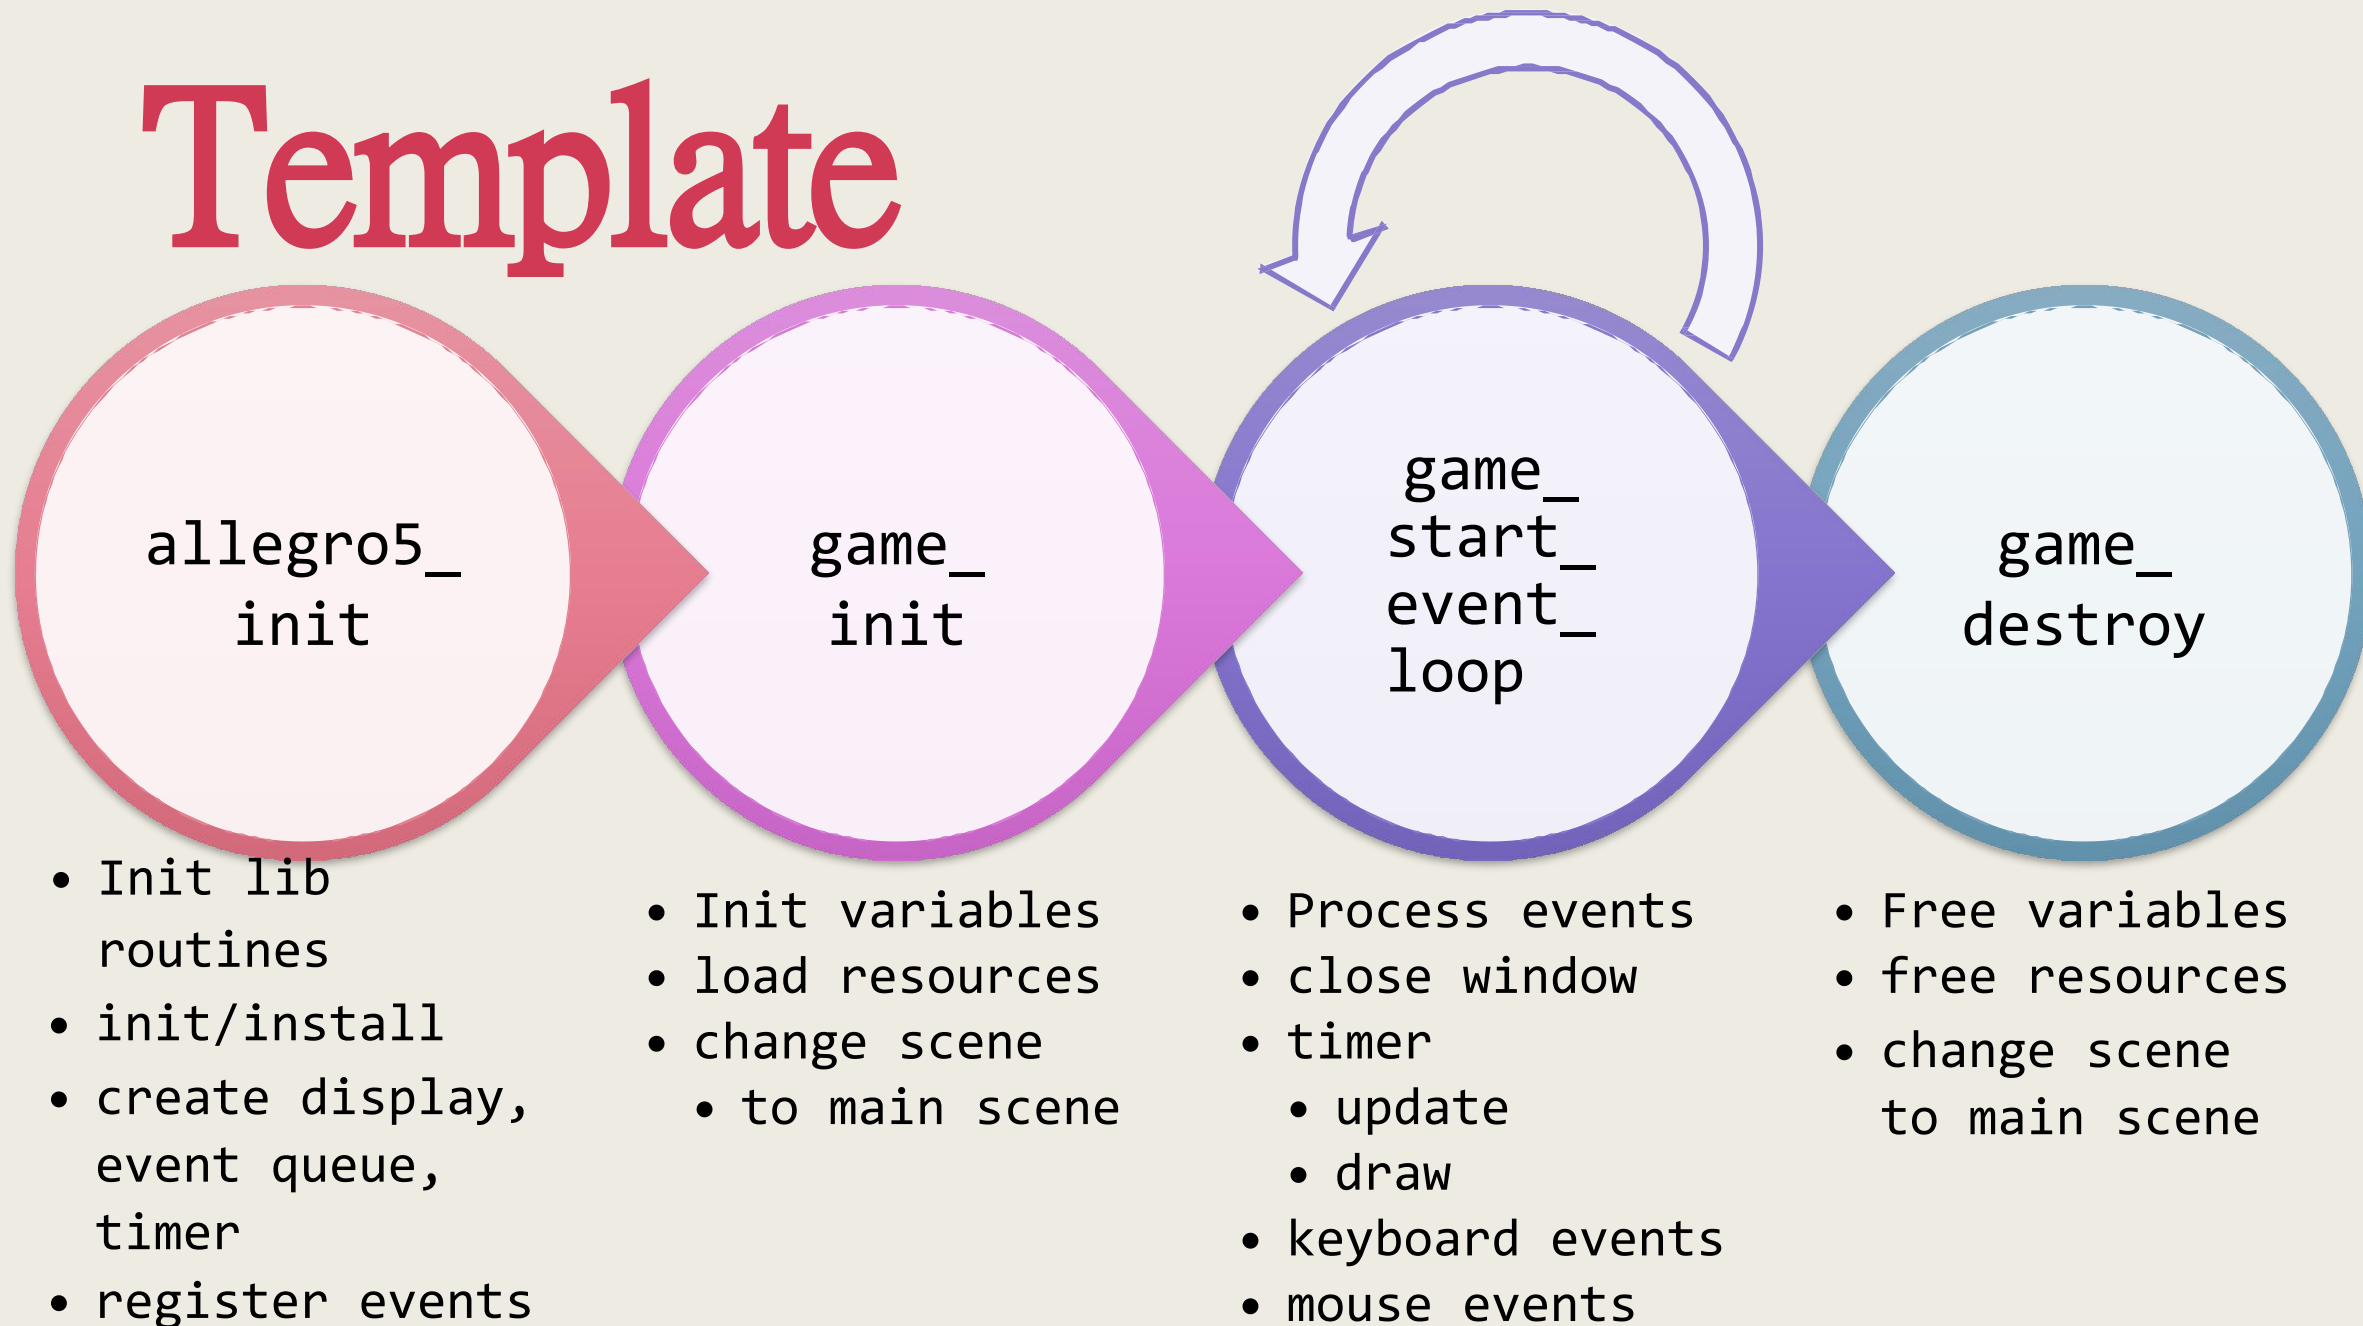 Template
allegro5_
init
game_
init
game_
start_
event_
loop
game_
destroy
• Init lib
routines
• init/install
• create display,
event queue,
timer
• register events
• Init variables
• load resources
• change scene
• to main scene
• Process events
• close window
• timer
• update
• draw
• keyboard events
• mouse events
• Free variables
• free resources
• change scene
to main scene